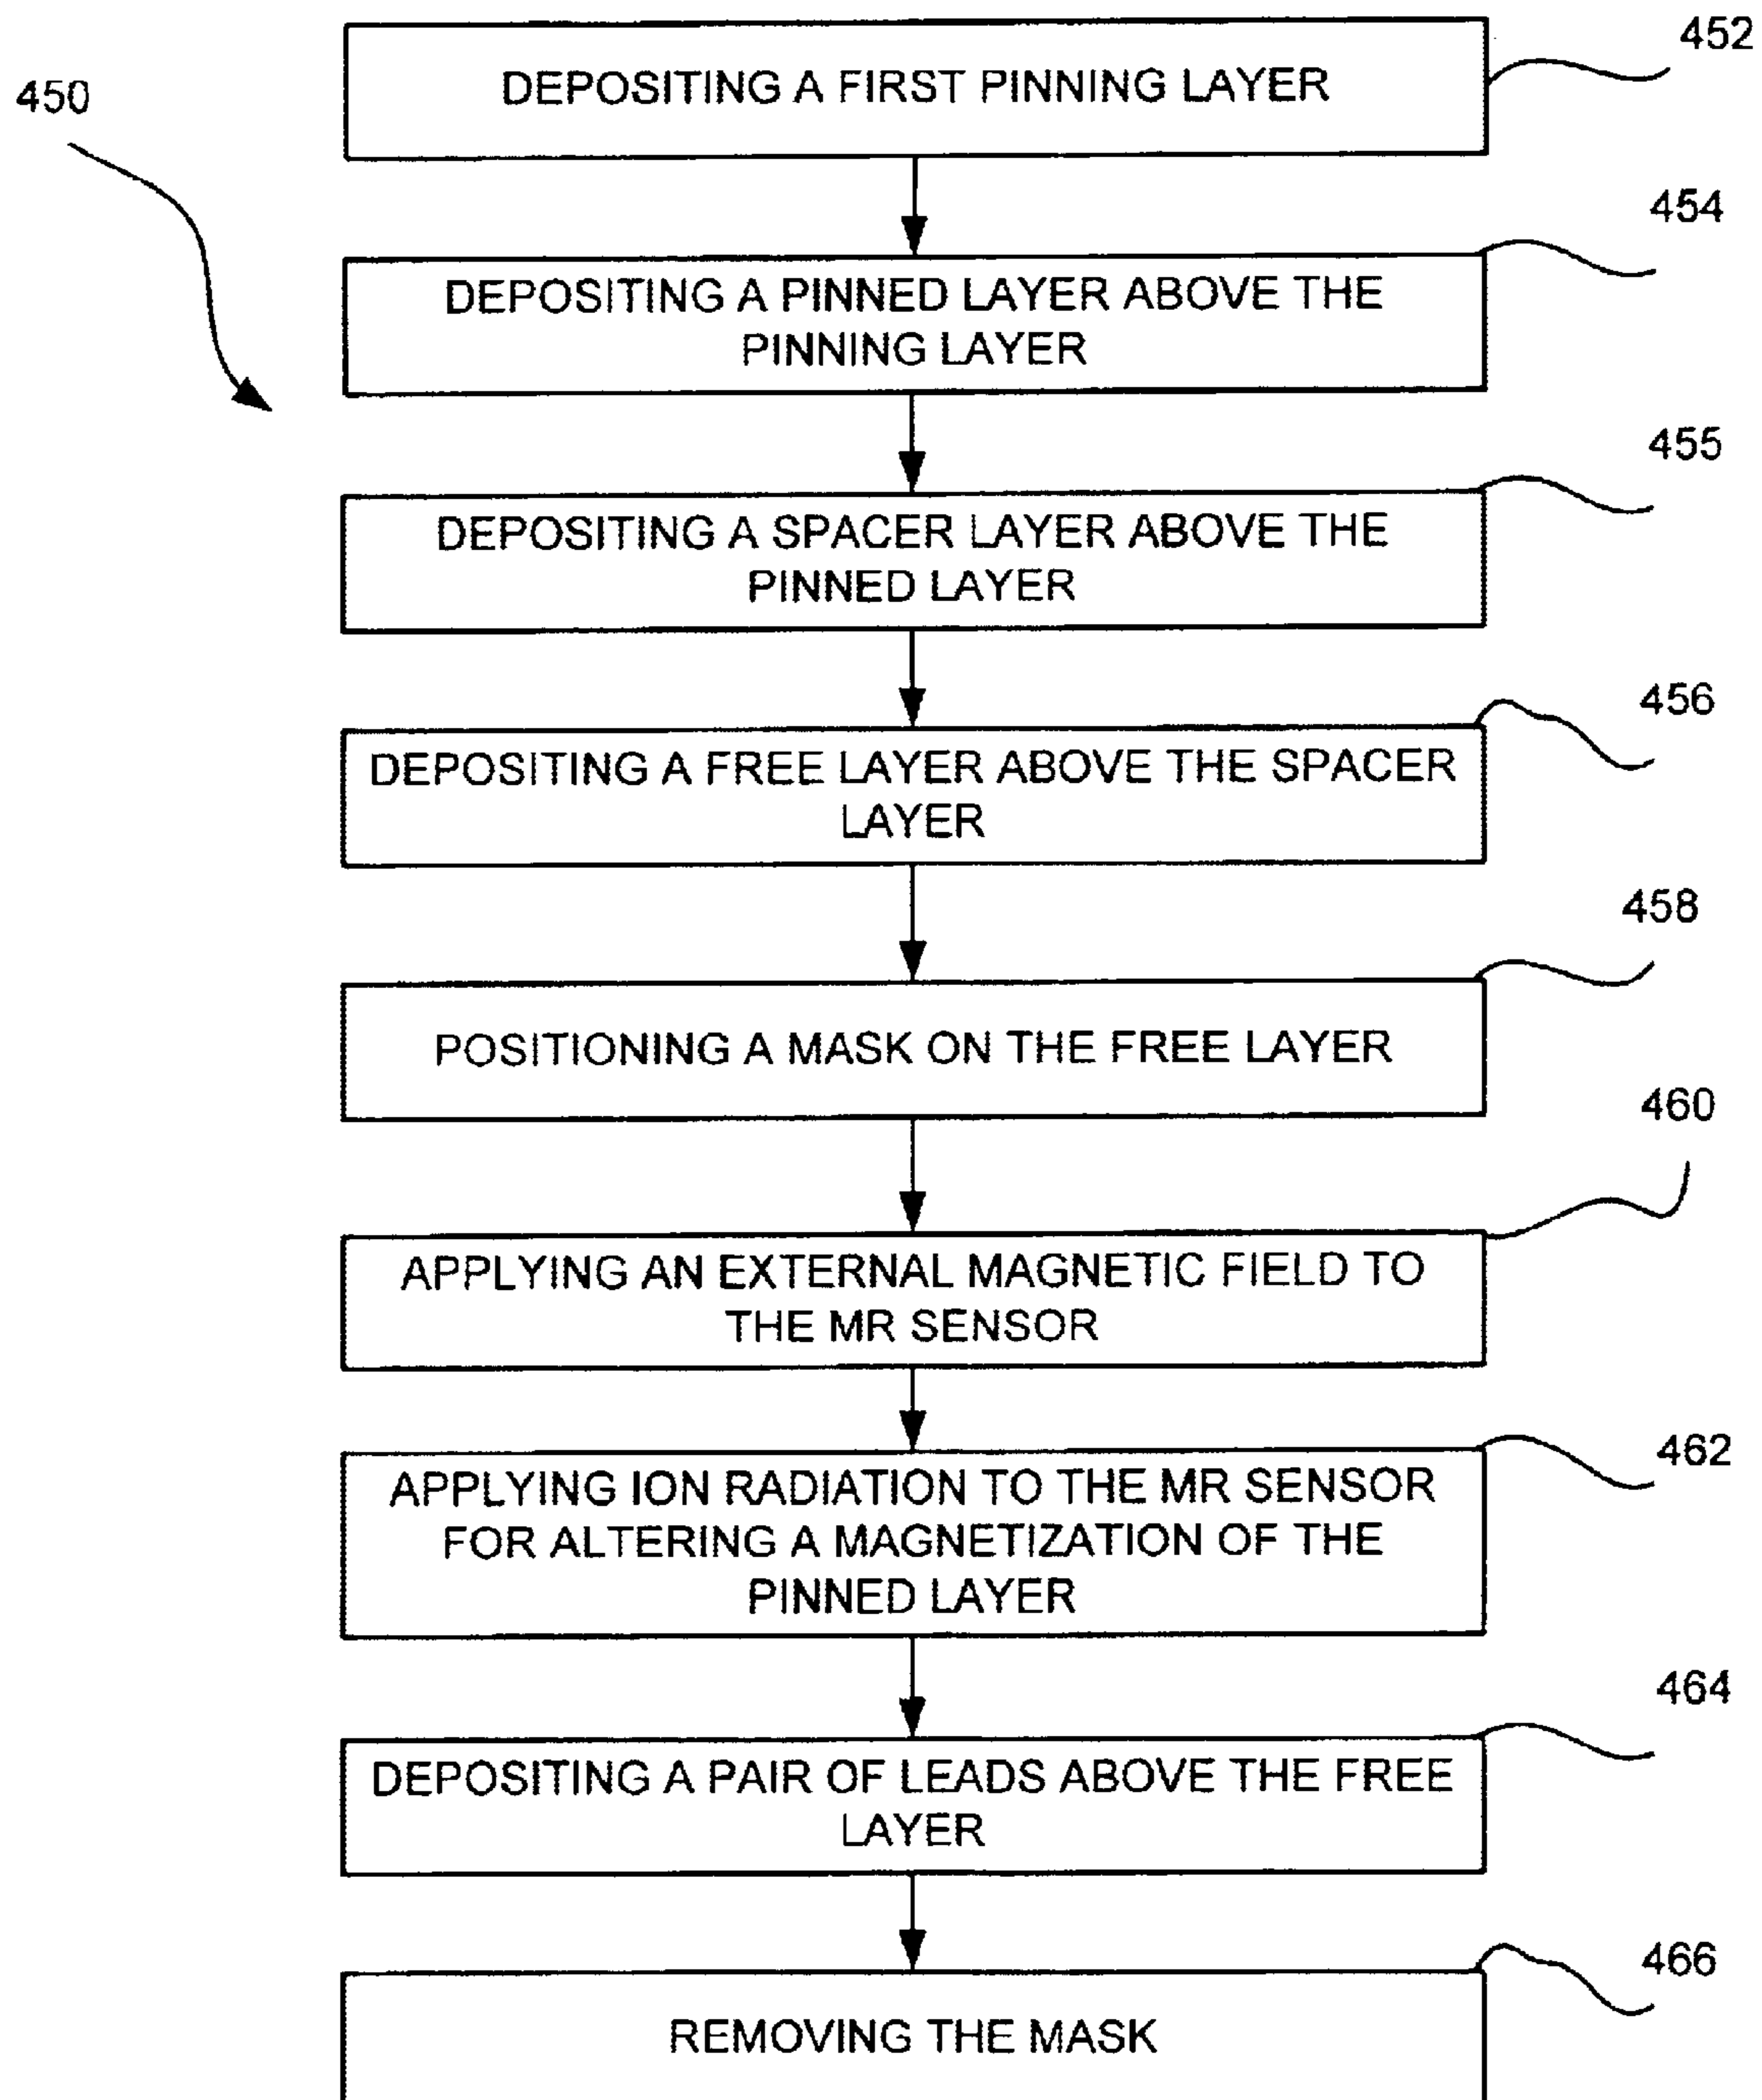 452
DEPOSITING A FIRST PINNING LAYER
450
454
DEPOSITING A PINNED LAYER ABOVE THE
PINNING LAYER
455
DEPOSITING A SPACER LAYER ABOVE THE
PINNED LAYER
456
DEPOSITING A FREE LAYER ABOVE THE SPACER
LAYER
458
POSITIONING A MASK ON THE FREE LAYER
460
APPLYING AN EXTERNAL MAGNETIC FIELD TO
THE MR SENSOR
462
APPLYING ION RADIATION TO THE MR SENSOR
FOR ALTERING A MAGNETIZATION OF THE
PINNED LAYER
464
DEPOSITING A PAIR OF LEADS ABOVE THE FREE
LAYER
466
REMOVING THE MASK